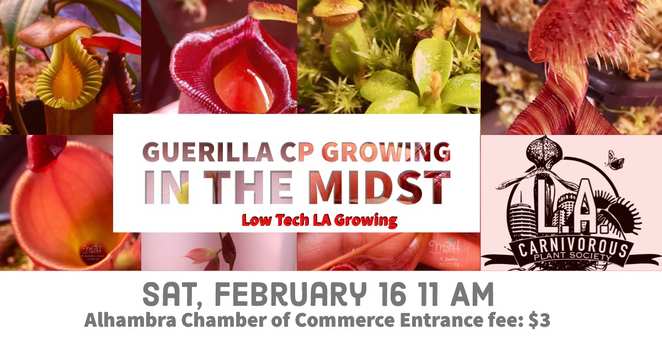 GUERILLA CP GROWING
IN THE MIDST
Low Tech LA Growing
L.A.
CARNIVOROUS
PLANT SOCIETY
SAT, FEBRUARY 16 11 AM
Alhambra Chamber of Commerce Entrance fee: $3